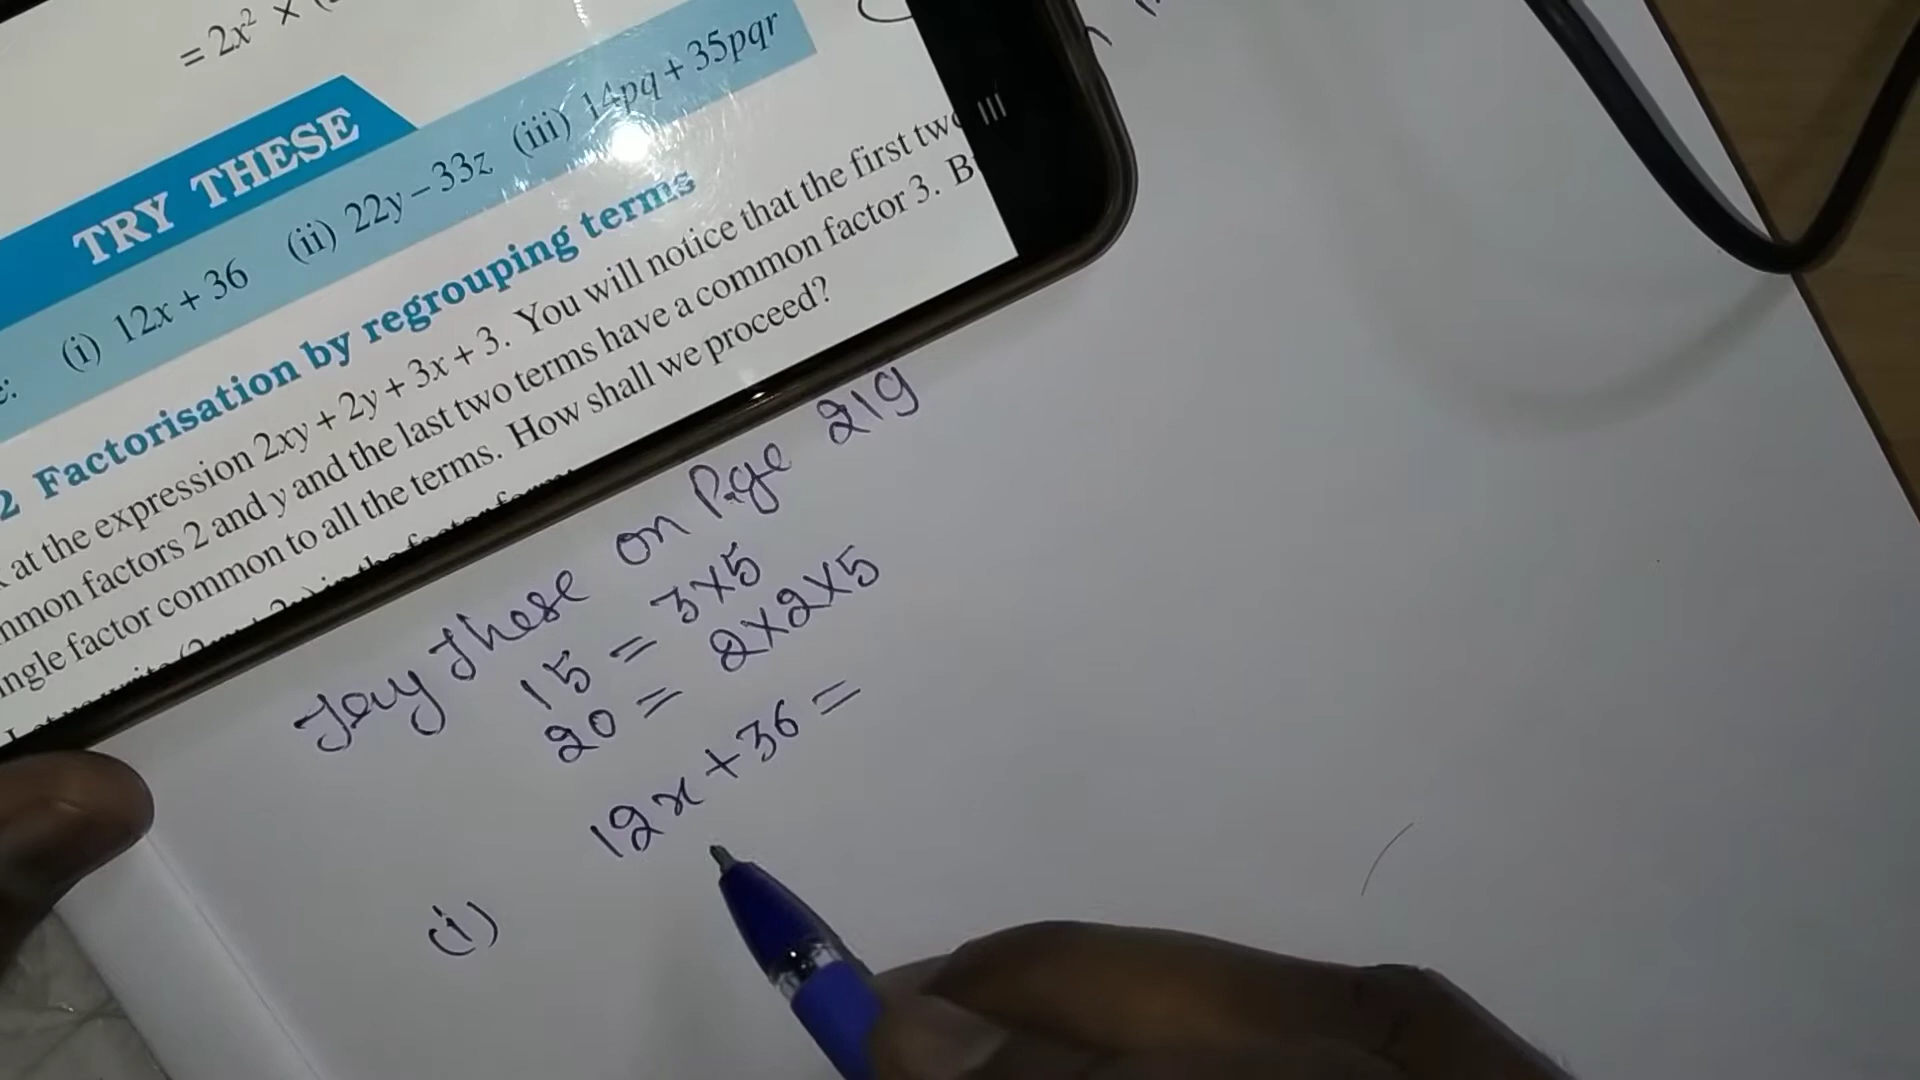 = 2x² × (
TRY THESE
(i) 12x + 36 (ii) 22y – 33z (iii) 14pq + 35pqr
2 Factorisation by regrouping terms
at the expression 2xy + 2y + 3x + 3. You will notice that the first two
mmon factors 2 and y and the last two terms have a common factor 3. B
ngle factor common to all the terms. How shall we proceed?
These on Page 219
15 = 3×5
20 = 2×2×5
12x + 36 =
(i)